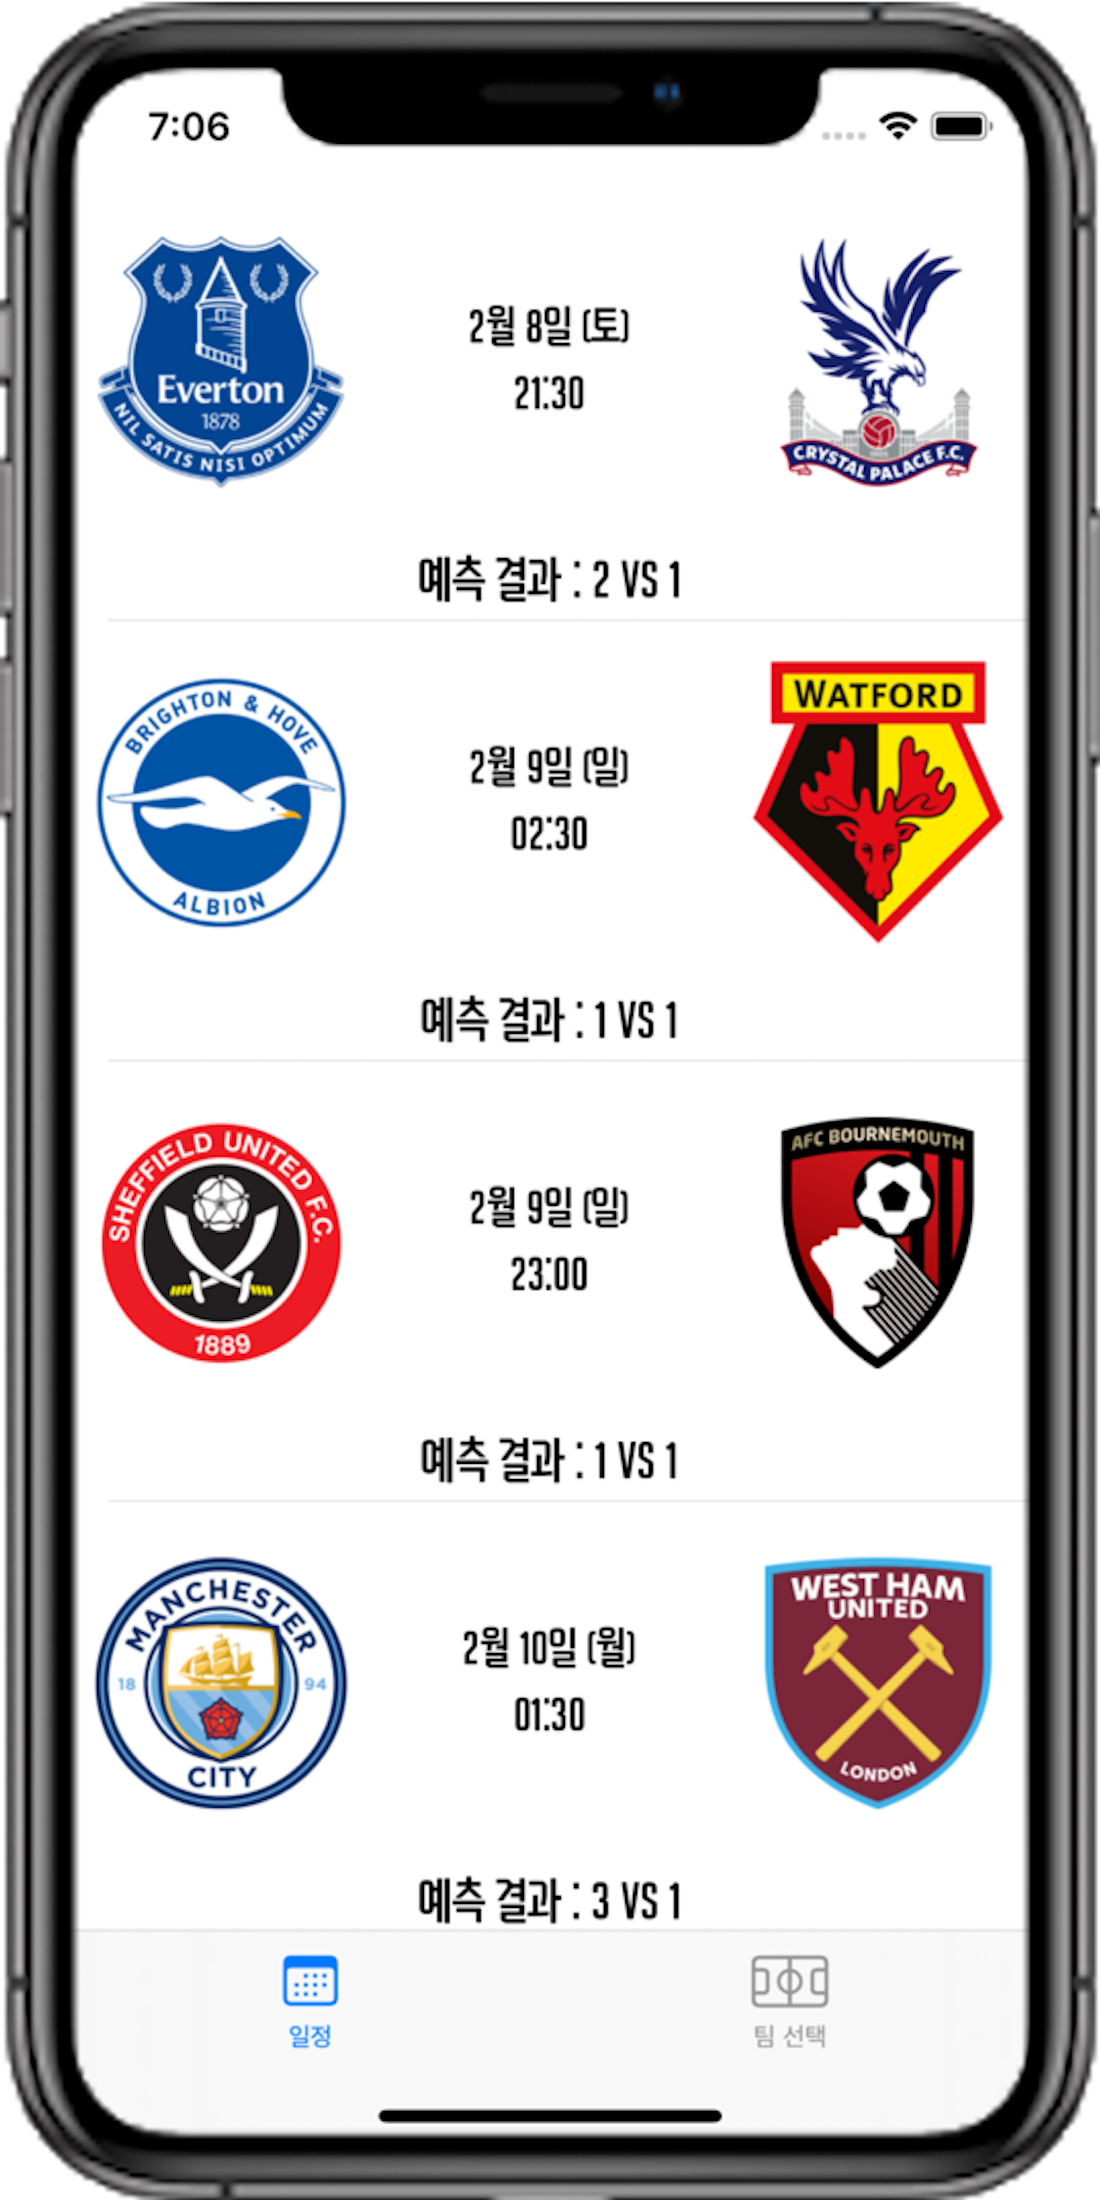 7:06
Everton
1878
NIL SATIS NISI OPTIMUM
2월 8일 (토)
21:30
CRYSTAL PALACE F.C.
예측 결과 : 2 VS 1
BRIGHTON & HOVE
ALBION
2월 9일 (일)
02:30
WATFORD
예측 결과 : 1 VS 1
SHEFFIELD UNITED F.C.
1889
2월 9일 (일)
23:00
AFC BOURNEMOUTH
예측 결과 : 1 VS 1
MANCHESTER
18 94
CITY
2월 10일 (월)
01:30
WEST HAM
UNITED
LONDON
예측 결과 : 3 VS 1
일정
팀 선택